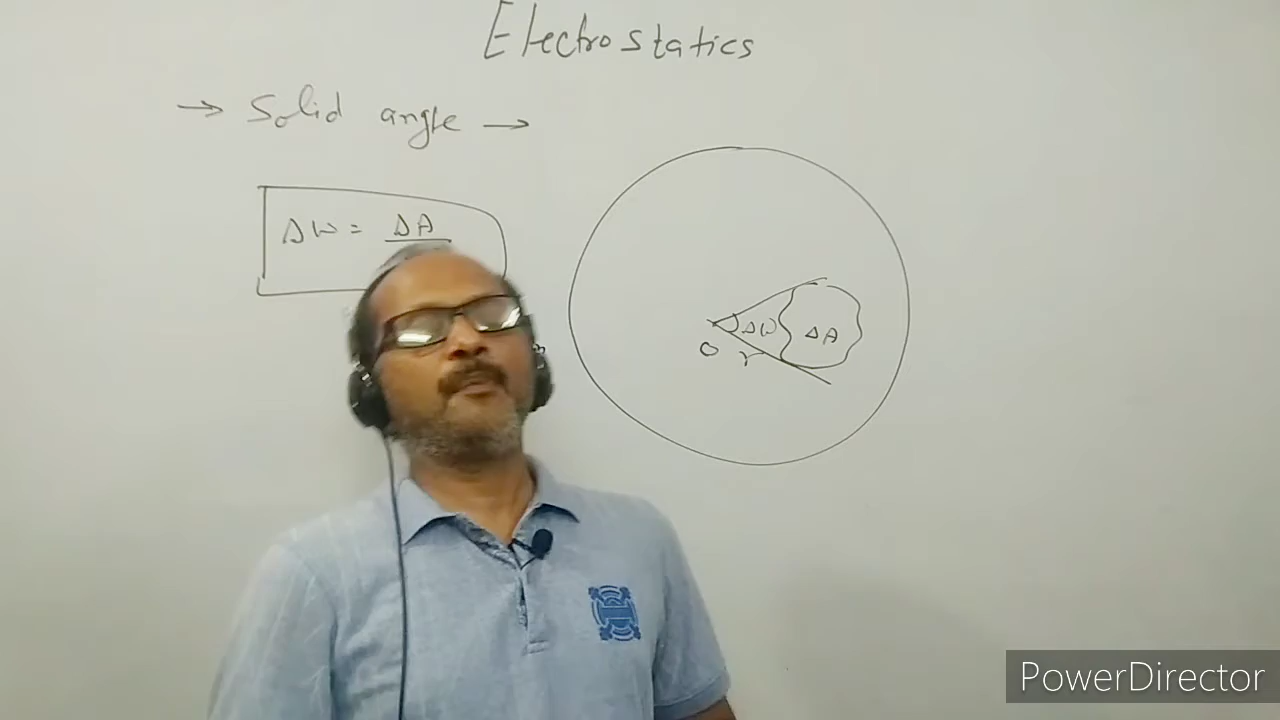 Electrostatics
→ Solid angle →
ΔW = ΔA
ΔW
ΔA
O r
PowerDirector